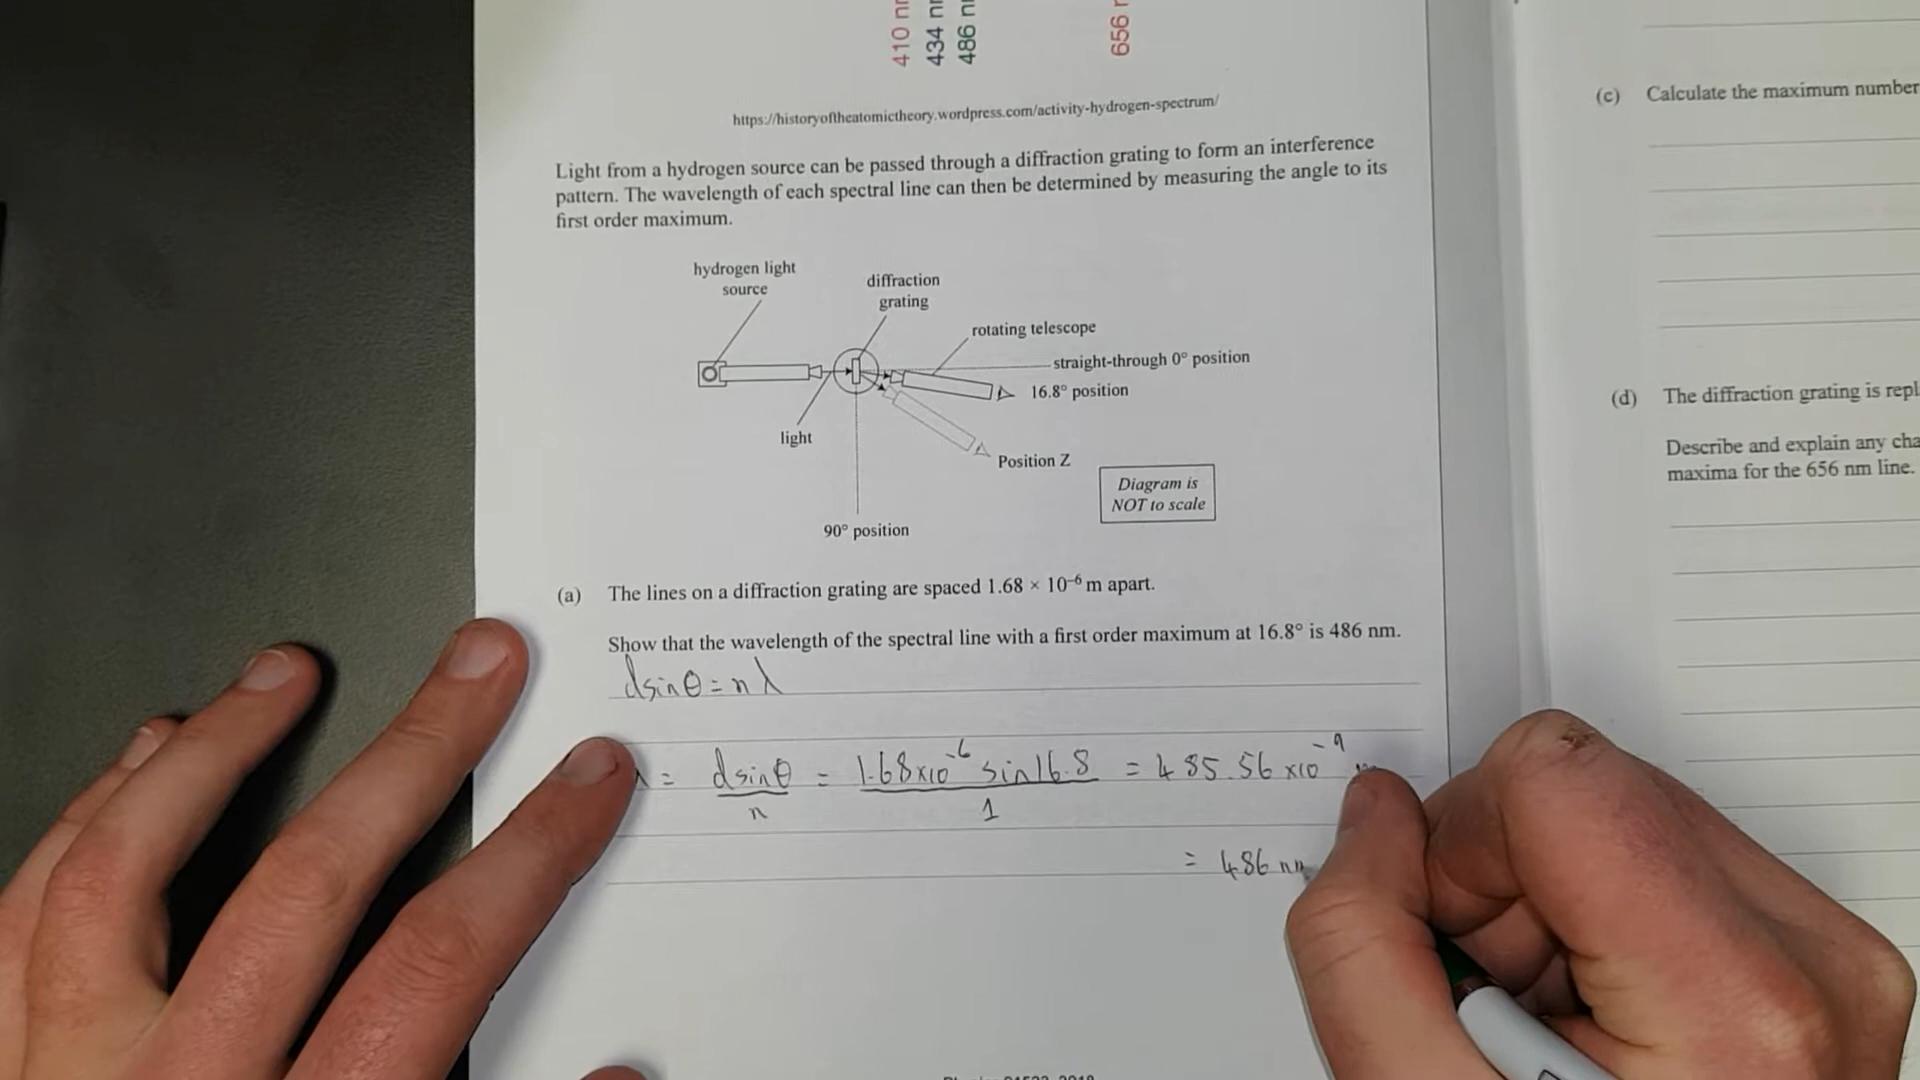 410 n
434 n
486 n
656
https://historyoftheatomictheory.wordpress.com/activity-hydrogen-spectrum/
Light from a hydrogen source can be passed through a diffraction grating to form an interference
pattern. The wavelength of each spectral line can then be determined by measuring the angle to its
first order maximum.
hydrogen light
source
diffraction
grating
rotating telescope
straight-through 0° position
16.8° position
light
Position Z
Diagram is
NOT to scale
90° position
(a) The lines on a diffraction grating are spaced 1.68 × 10⁻⁶ m apart.
Show that the wavelength of the spectral line with a first order maximum at 16.8° is 486 nm.
dsinθ = nλ
λ = dsinθ/n = 1.68x10⁻⁶ sin16.8/1 = 485.56 x10⁻⁹
= 486 nm
(c) Calculate the maximum number
(d) The diffraction grating is repl
Describe and explain any cha
maxima for the 656 nm line.